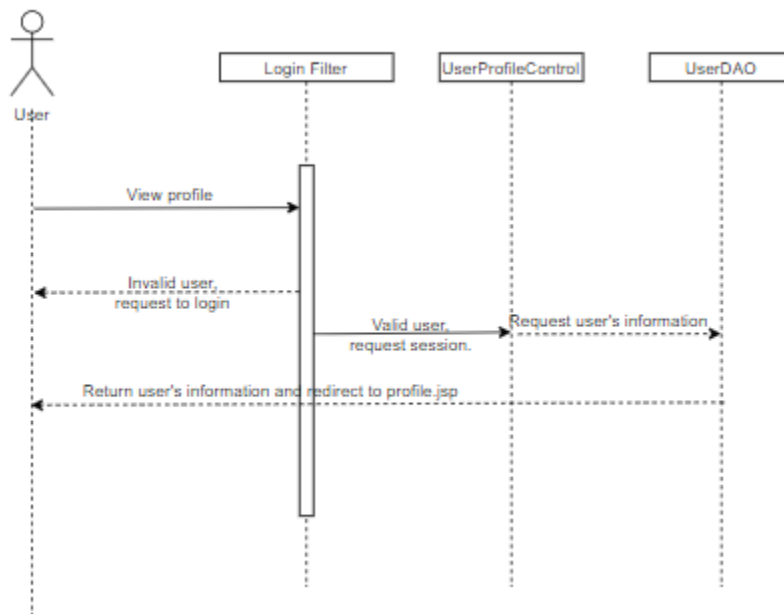 Login Filter
UserProfileControl
UserDAO
User
View profile
Invalid user,
request to login
Valid user,
request session.
Request user's information
Return user's information and redirect to profile.jsp